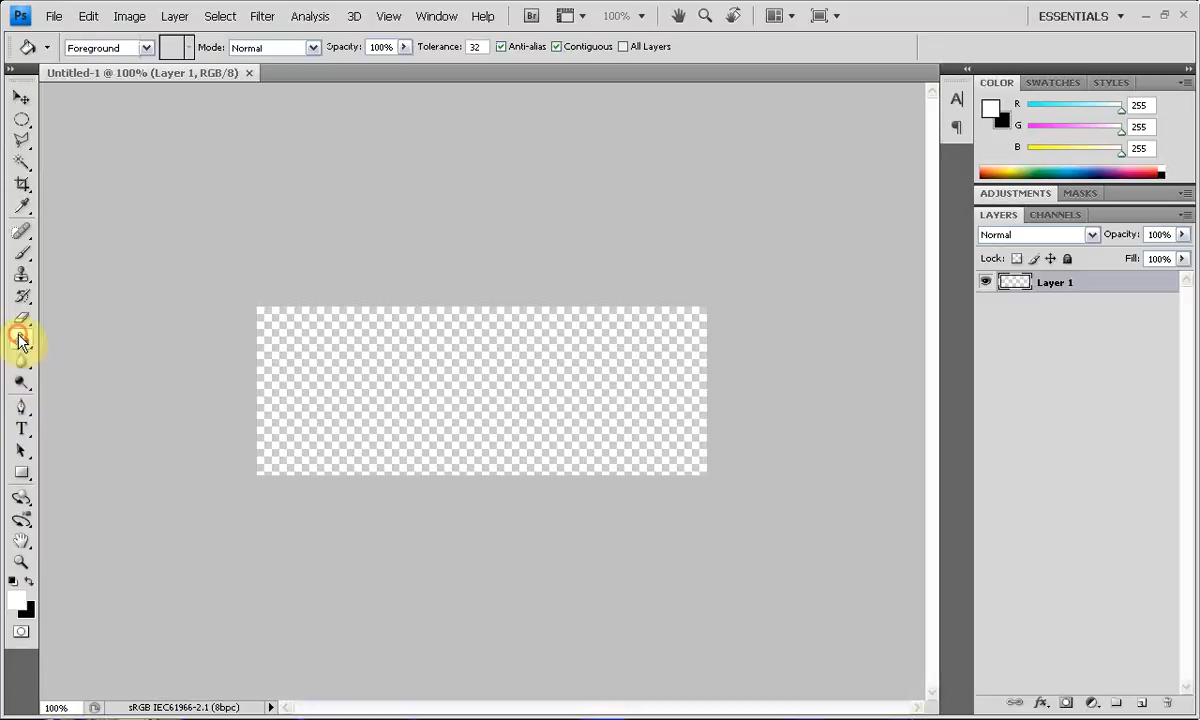 Ps File Edit Image Layer Select Filter Analysis 3D View Window Help Br 100% ESSENTIALS
Foreground Mode: Normal Opacity: 100% Tolerance: 32 Anti-alias Contiguous All Layers
Untitled-1 @ 100% (Layer 1, RGB/8)
COLOR SWATCHES STYLES
R 255
G 255
B 255
ADJUSTMENTS MASKS
LAYERS CHANNELS
Normal Opacity: 100%
Lock: Fill: 100%
Layer 1
T
100% sRGB IEC61966-2.1 (8bpc) fx